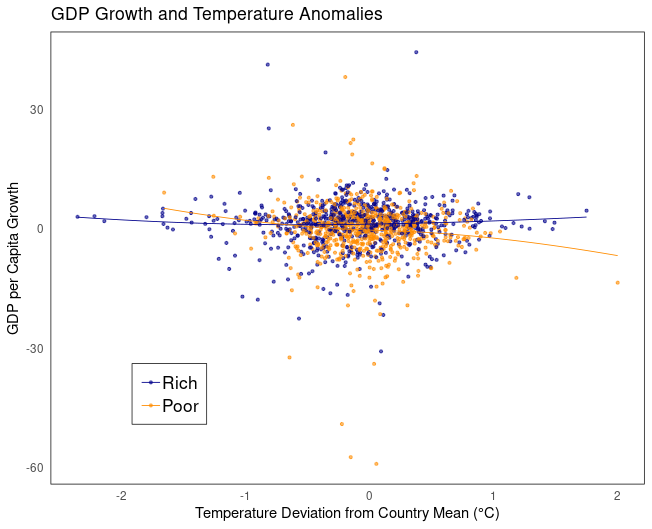 GDP Growth and Temperature Anomalies
GDP per Capita Growth
30
0
-30
-60
Rich
Poor
-2
-1
0
1
2
Temperature Deviation from Country Mean (°C)